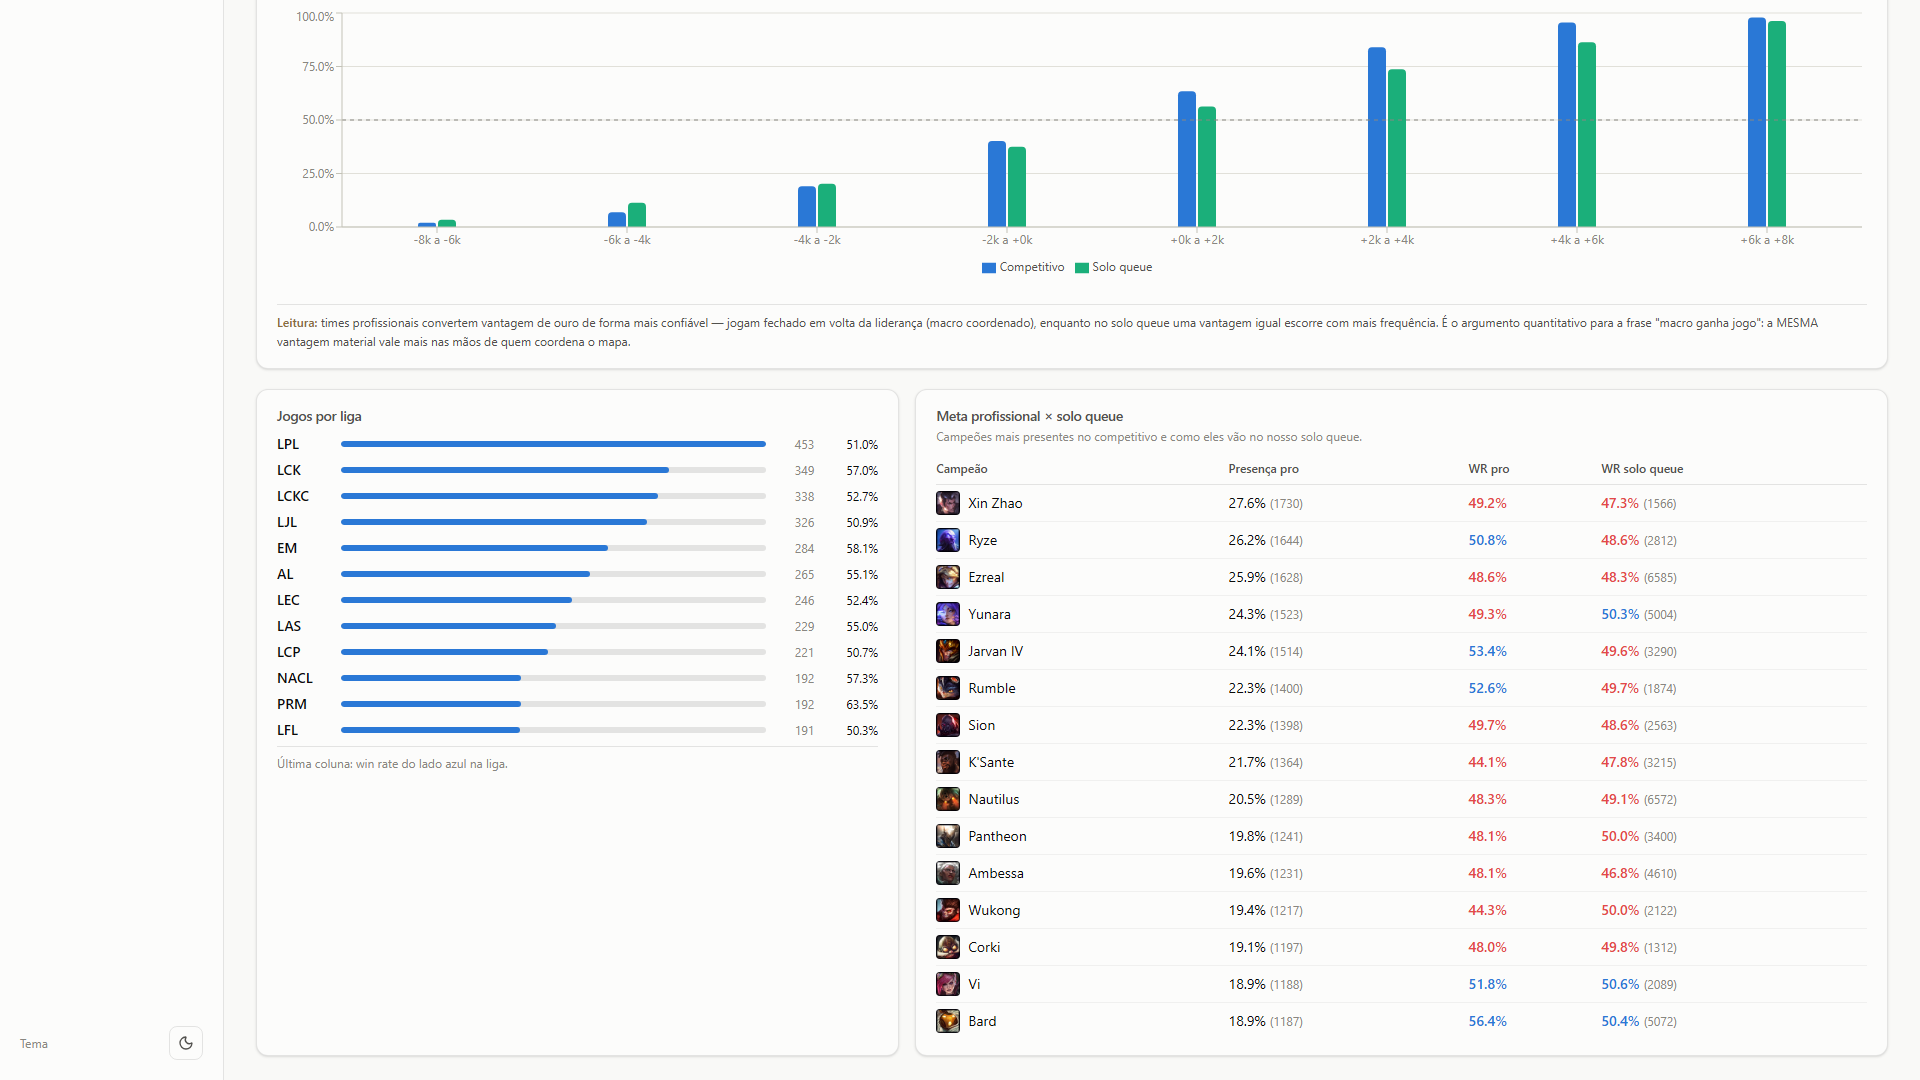 100.0%
75.0%
50.0%
25.0%
0.0%
-8k a -6k
-6k a -4k
-4k a -2k
-2k a +0k
+0k a +2k
+2k a +4k
+4k a +6k
+6k a +8k
Competitivo
Solo queue
Leitura: times profissionais convertem vantagem de ouro de forma mais confiável — jogam fechado em volta da liderança (macro coordenado), enquanto no solo queue uma vantagem igual escorre com mais frequência. É o argumento quantitativo para a frase "macro ganha jogo": a MESMA
vantagem material vale mais nas mãos de quem coordena o mapa.
Jogos por liga
LPL 453 51.0%
LCK 349 57.0%
LCKC 338 52.7%
LJL 326 50.9%
EM 284 58.1%
AL 265 55.1%
LEC 246 52.4%
LAS 229 55.0%
LCP 221 50.7%
NACL 192 57.3%
PRM 192 63.5%
LFL 191 50.3%
Última coluna: win rate do lado azul na liga.
Meta profissional × solo queue
Campeões mais presentes no competitivo e como eles vão no nosso solo queue.
Campeão Presença pro WR pro WR solo queue
Xin Zhao 27.6% (1730) 49.2% 47.3% (1566)
Ryze 26.2% (1644) 50.8% 48.6% (2812)
Ezreal 25.9% (1628) 48.6% 48.3% (6585)
Yunara 24.3% (1523) 49.3% 50.3% (5004)
Jarvan IV 24.1% (1514) 53.4% 49.6% (3290)
Rumble 22.3% (1400) 52.6% 49.7% (1874)
Sion 22.3% (1398) 49.7% 48.6% (2563)
K'Sante 21.7% (1364) 44.1% 47.8% (3215)
Nautilus 20.5% (1289) 48.3% 49.1% (6572)
Pantheon 19.8% (1241) 48.1% 50.0% (3400)
Ambessa 19.6% (1231) 48.1% 46.8% (4610)
Wukong 19.4% (1217) 44.3% 50.0% (2122)
Corki 19.1% (1197) 48.0% 49.8% (1312)
Vi 18.9% (1188) 51.8% 50.6% (2089)
Bard 18.9% (1187) 56.4% 50.4% (5072)
Tema